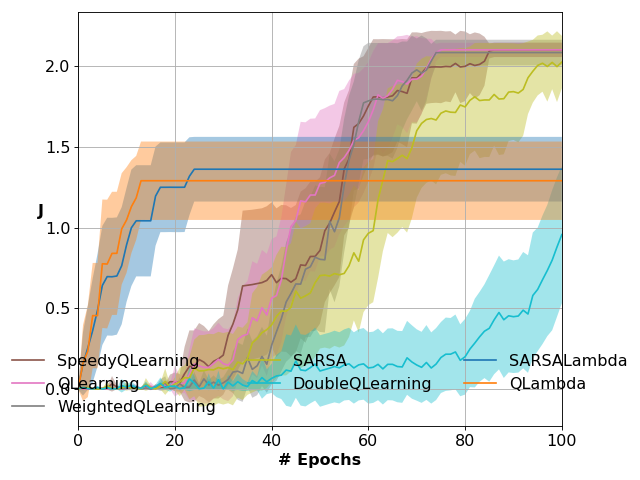 2.0
1.5
J
1.0
0.5
SpeedyQLearning SARSA SARSALambda
QLearning DoubleQLearning QLambda
0.0
WeightedQLearning
0 20 40 60 80 100
# Epochs